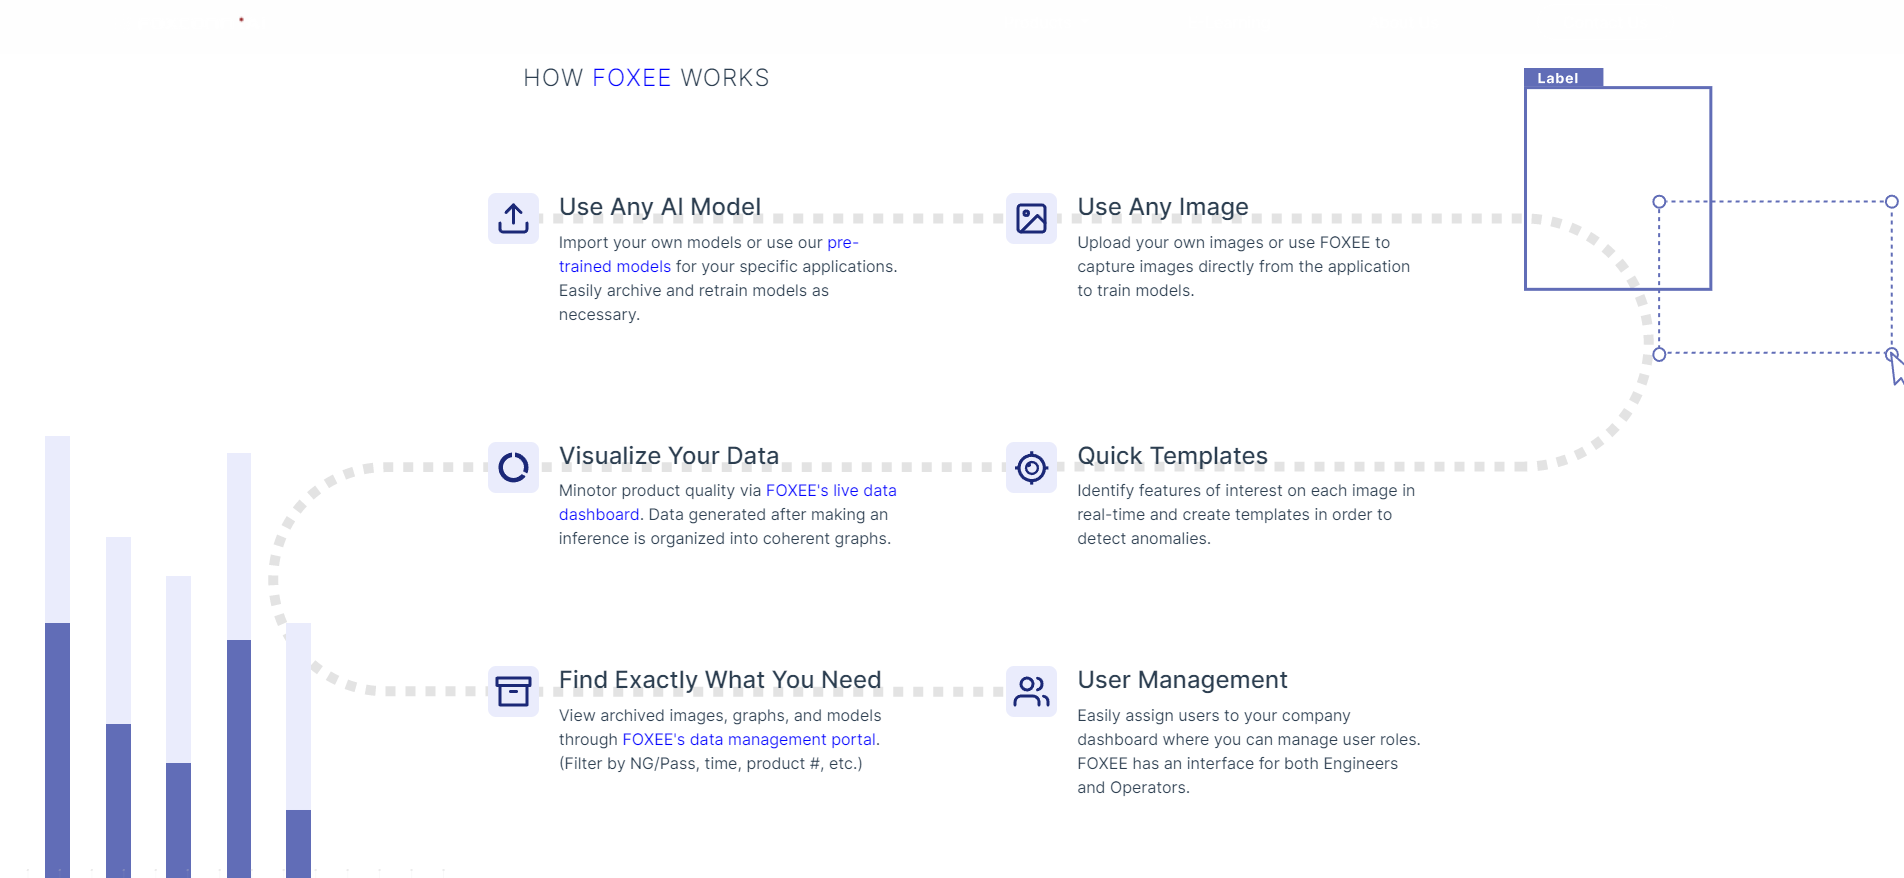 HOW FOXEE WORKS
Label
Use Any AI Model
Import your own models or use our pre-
trained models for your specific applications.
Easily archive and retrain models as
necessary.
Use Any Image
Upload your own images or use FOXEE to
capture images directly from the application
to train models.
Visualize Your Data
Minotor product quality via FOXEE's live data
dashboard. Data generated after making an
inference is organized into coherent graphs.
Quick Templates
Identify features of interest on each image in
real-time and create templates in order to
detect anomalies.
Find Exactly What You Need
View archived images, graphs, and models
through FOXEE's data management portal.
(Filter by NG/Pass, time, product #, etc.)
User Management
Easily assign users to your company
dashboard where you can manage user roles.
FOXEE has an interface for both Engineers
and Operators.